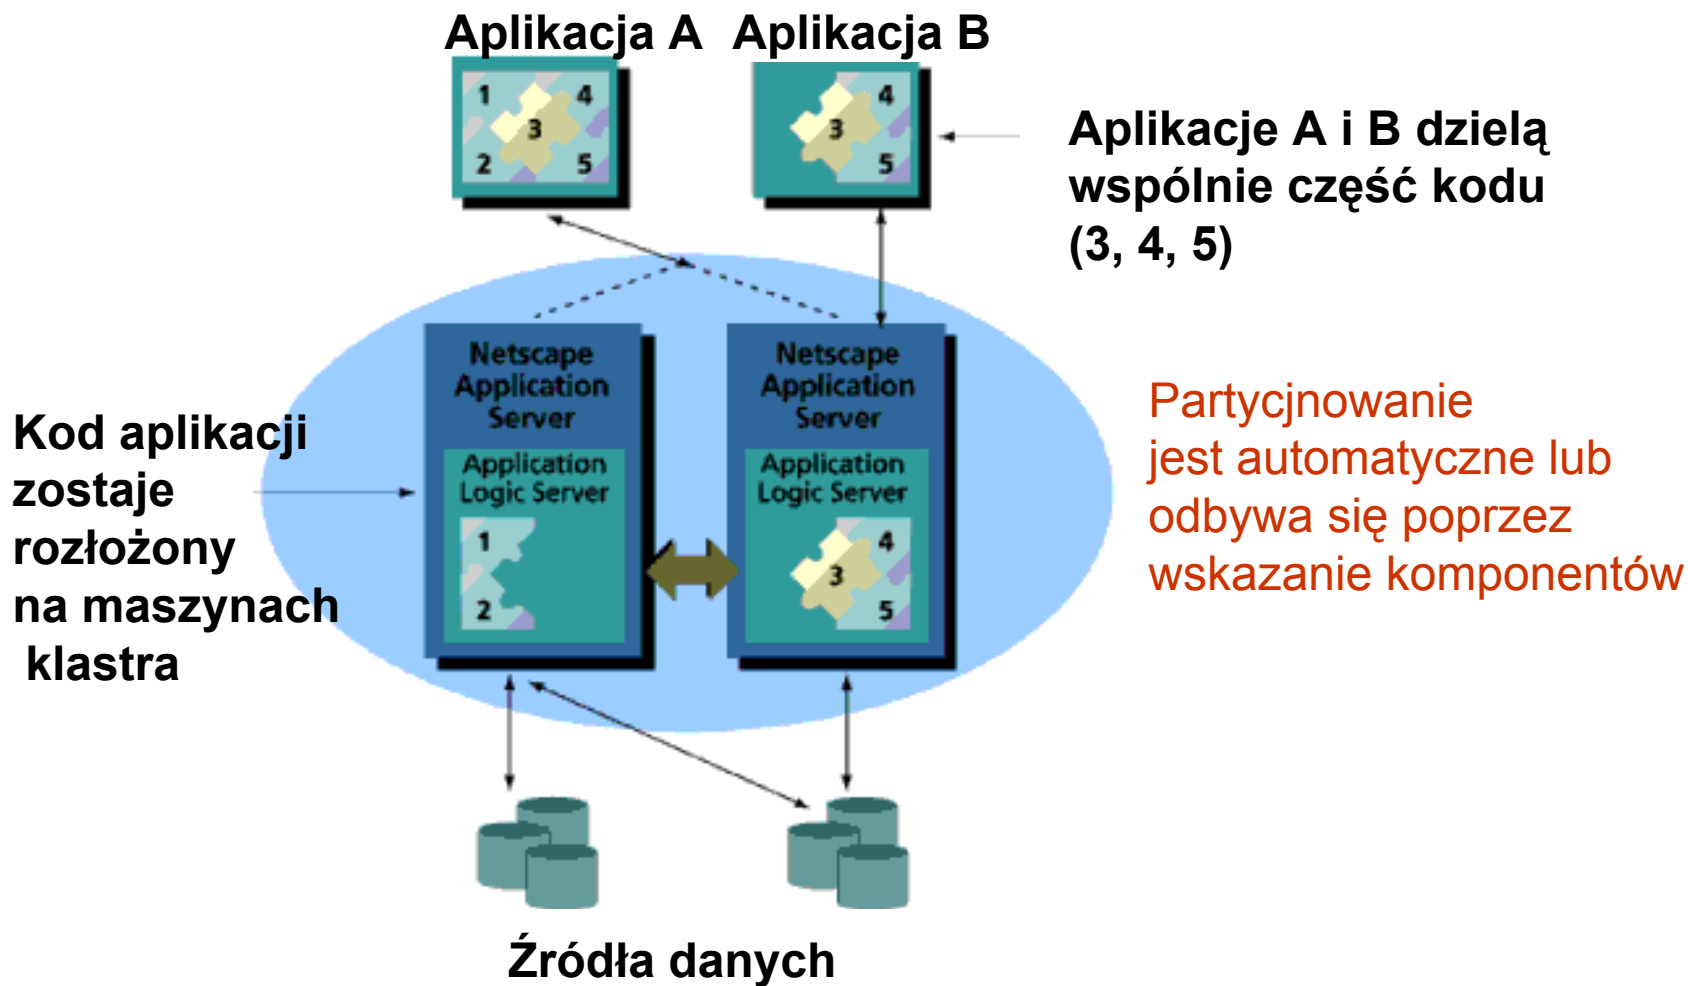 Aplikacja A
Aplikacja B
1
4
3
2
5
4
3
5
Aplikacje A i B dzielą
wspólnie część kodu
(3, 4, 5)
Netscape
Application
Server
Application
Logic Server
1
2
Netscape
Application
Server
Application
Logic Server
4
3
5
Kod aplikacji
zostaje
rozłożony
na maszynach
klastra
Partycjnowanie
jest automatyczne lub
odbywa się poprzez
wskazanie komponentów
Źródła danych